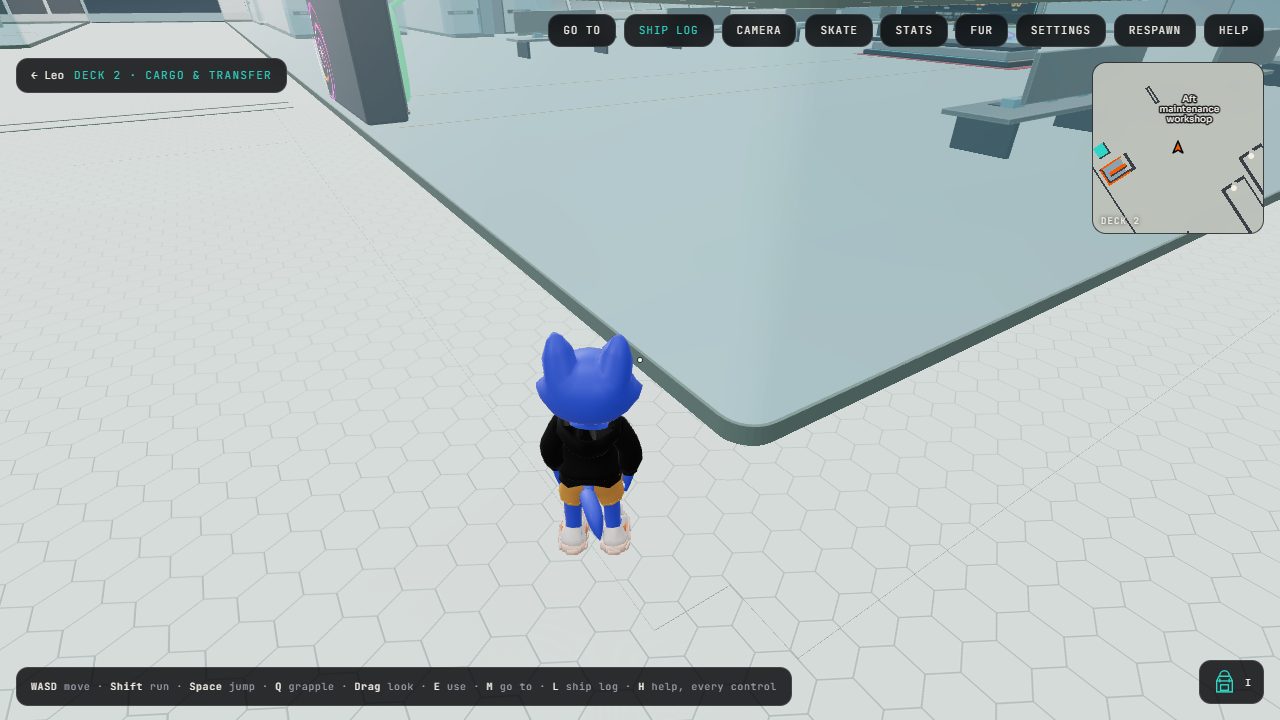 GO TO
SHIP LOG
CAMERA
SKATE
STATS
FUR
SETTINGS
RESPAWN
HELP
← Leo DECK 2 · CARGO & TRANSFER
Aft
maintenance
workshop
DECK 2
WASD move · Shift run · Space jump · Q grapple · Drag look · E use · M go to · L ship log · H help, every control
I